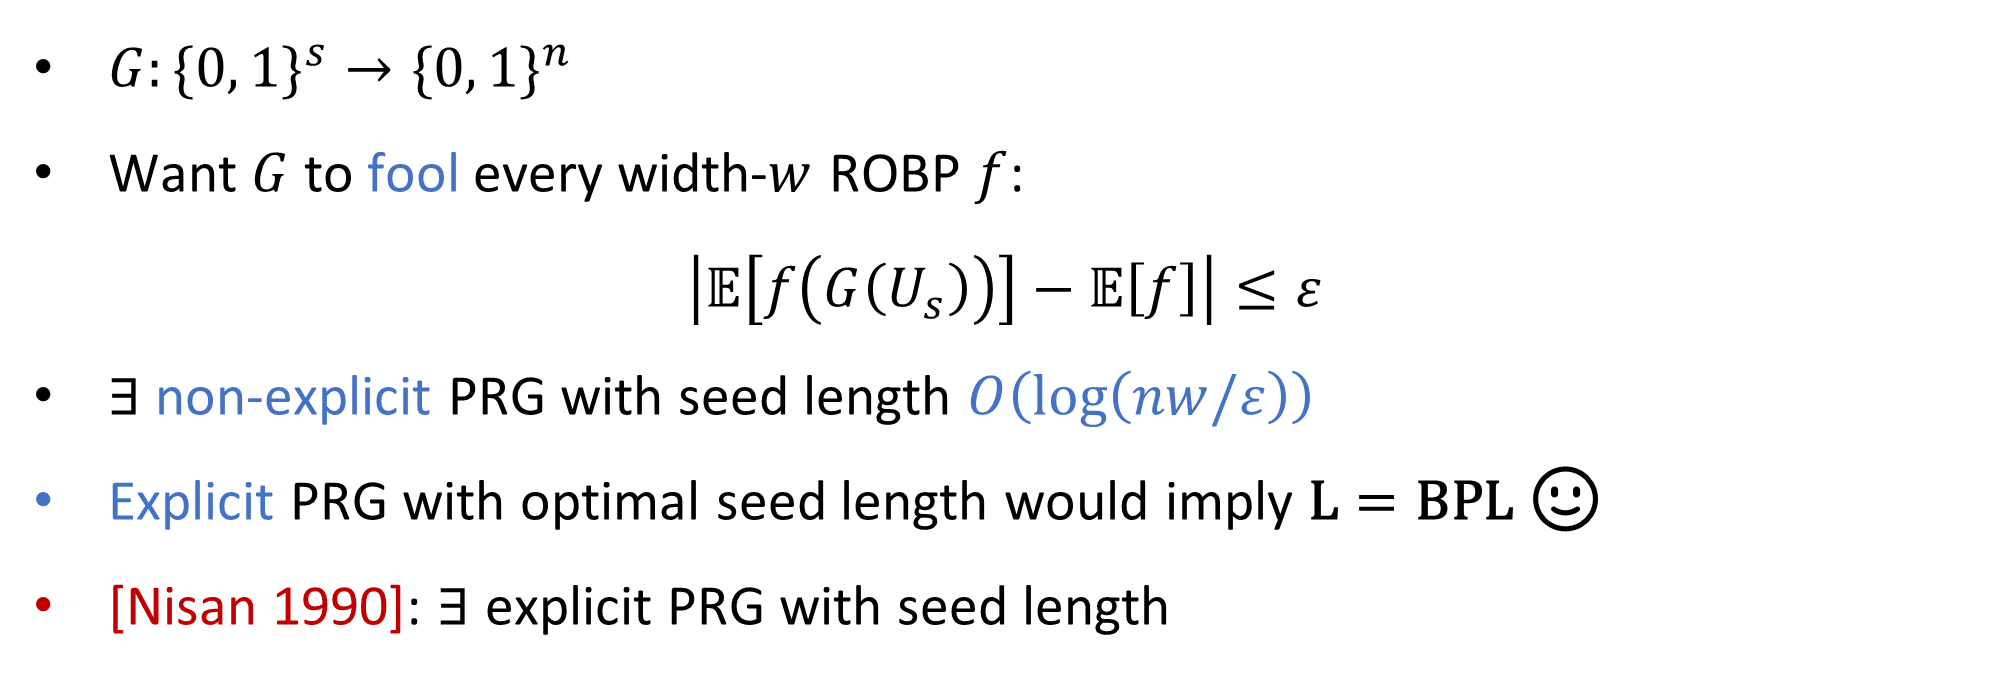 • G: {0, 1}ˢ → {0, 1}ⁿ
• Want G to fool every width-w ROBP f:
|𝔼[f(G(Uₛ))] − 𝔼[f]| ≤ ε
• ∃ non-explicit PRG with seed length O(log(nw/ε))
• Explicit PRG with optimal seed length would imply L = BPL ☺
• [Nisan 1990]: ∃ explicit PRG with seed length